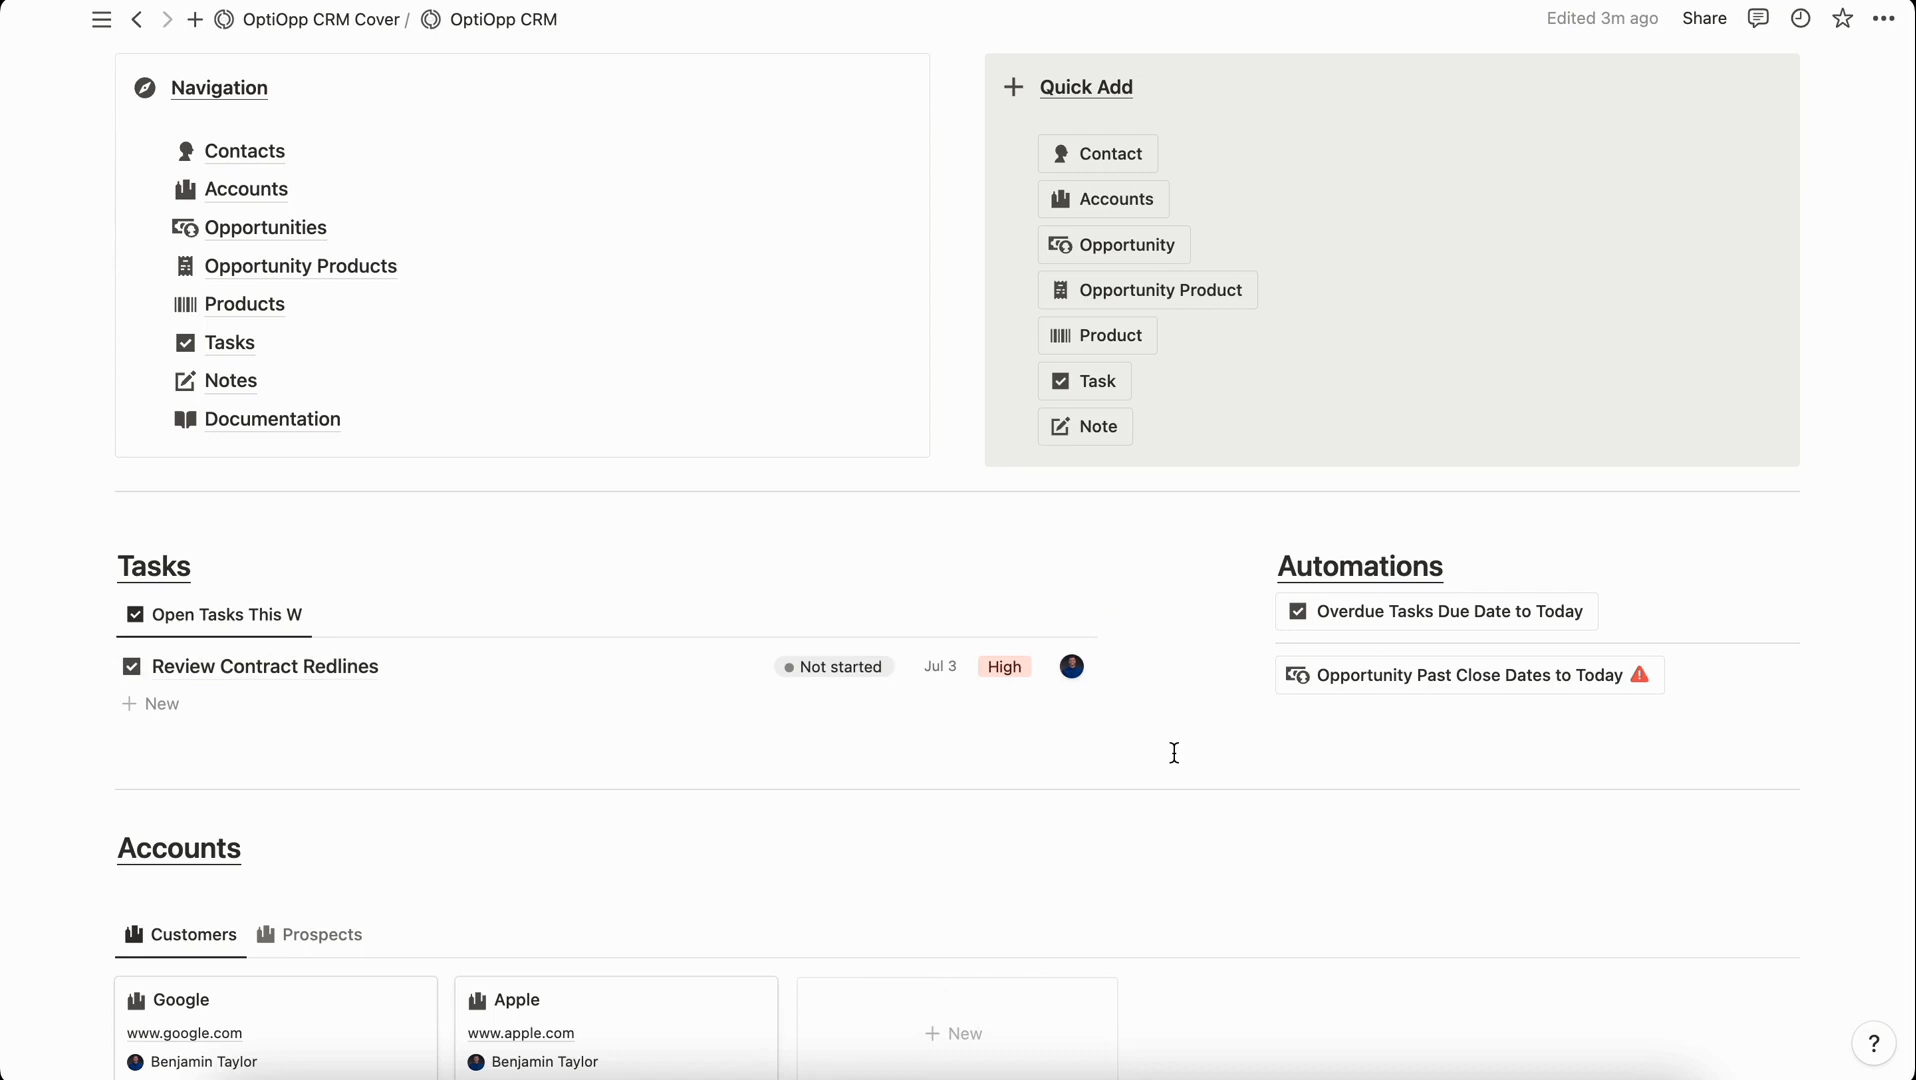 OptiOpp CRM Cover / OptiOpp CRM
Edited 3m ago Share
Navigation
Contacts
Accounts
Opportunities
Opportunity Products
Products
Tasks
Notes
Documentation
Quick Add
Contact
Accounts
Opportunity
Opportunity Product
Product
Task
Note
Tasks
Open Tasks This W
Review Contract Redlines Not started Jul 3 High
+ New
Automations
Overdue Tasks Due Date to Today
Opportunity Past Close Dates to Today
Accounts
Customers Prospects
Google
www.google.com
Benjamin Taylor
Apple
www.apple.com
Benjamin Taylor
+ New
?